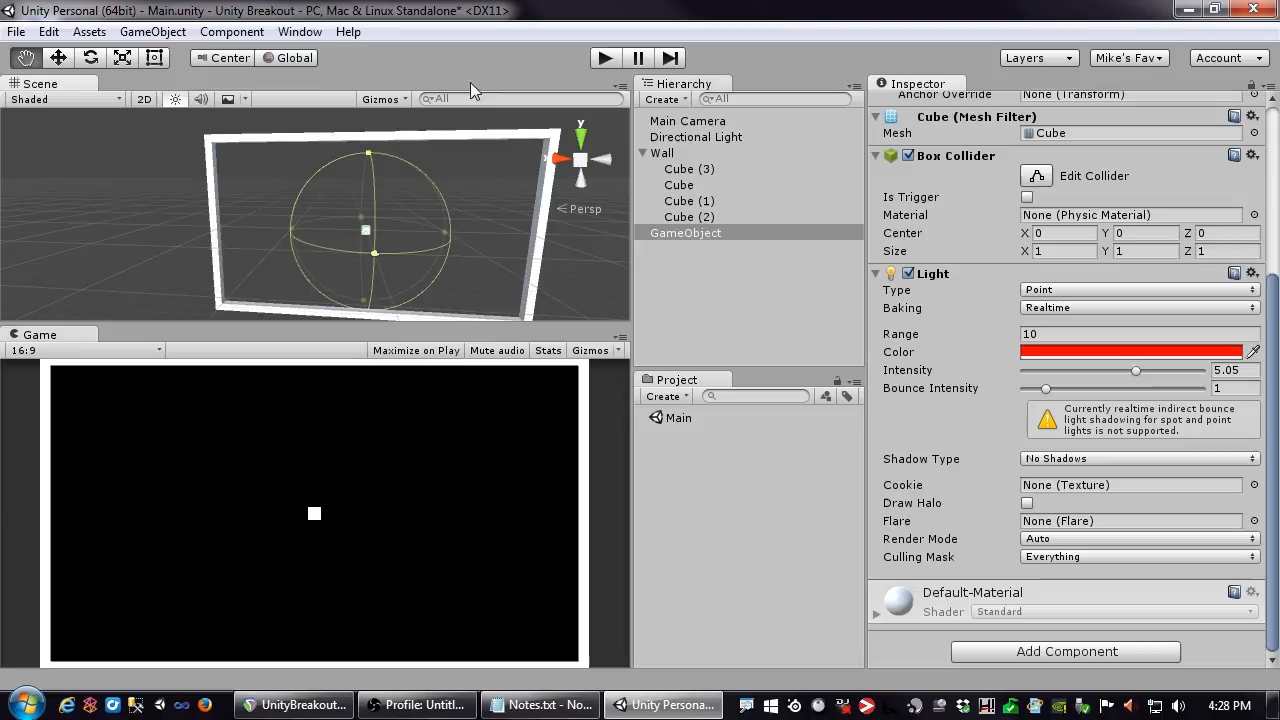 Unity Personal (64bit) - Main.unity - Unity Breakout - PC, Mac & Linux Standalone* <DX11>
File Edit Assets GameObject Component Window Help
Center Global Layers Mike's Fav Account
Scene
Shaded 2D Gizmos All
y
Persp
Game
16:9 Maximize on Play Mute audio Stats Gizmos
Hierarchy
Create All
Main Camera
Directional Light
Wall
Cube (3)
Cube
Cube (1)
Cube (2)
GameObject
Project
Create
Main
Inspector
Anchor Override None (Transform)
Cube (Mesh Filter)
Mesh Cube
Box Collider
Edit Collider
Is Trigger
Material None (Physic Material)
Center X 0 Y 0 Z 0
Size X 1 Y 1 Z 1
Light
Type Point
Baking Realtime
Range 10
Color
Intensity 5.05
Bounce Intensity 1
Currently realtime indirect bounce
light shadowing for spot and point
lights is not supported.
Shadow Type No Shadows
Cookie None (Texture)
Draw Halo
Flare None (Flare)
Render Mode Auto
Culling Mask Everything
Default-Material
Shader Standard
Add Component
UnityBreakout... Profile: Untitl... Notes.txt - No... Unity Persona... 4:28 PM